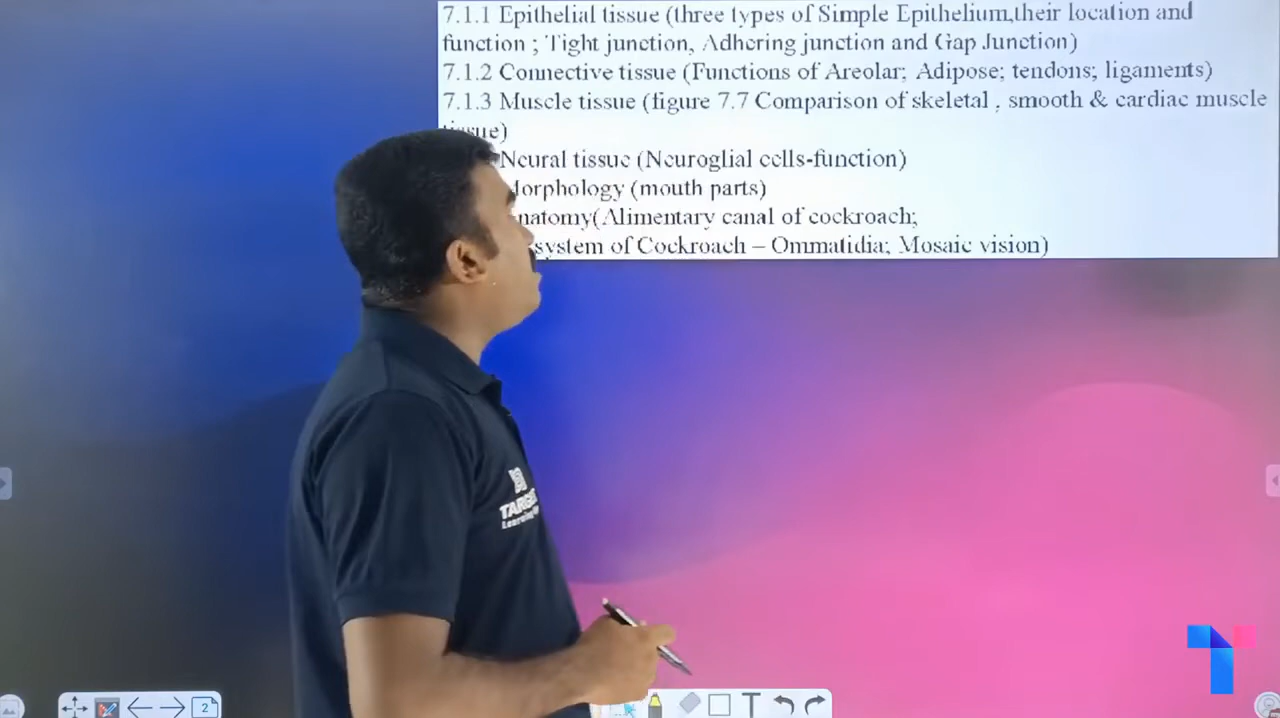 7.1.1 Epithelial tissue (three types of Simple Epithelium,their location and
function ; Tight junction, Adhering junction and Gap Junction)
7.1.2 Connective tissue (Functions of Areolar; Adipose; tendons; ligaments)
7.1.3 Muscle tissue (figure 7.7 Comparison of skeletal , smooth & cardiac muscle
tissue)
Neural tissue (Neuroglial cells-function)
Morphology (mouth parts)
natomy(Alimentary canal of cockroach;
system of Cockroach – Ommatidia; Mosaic vision)
2
T